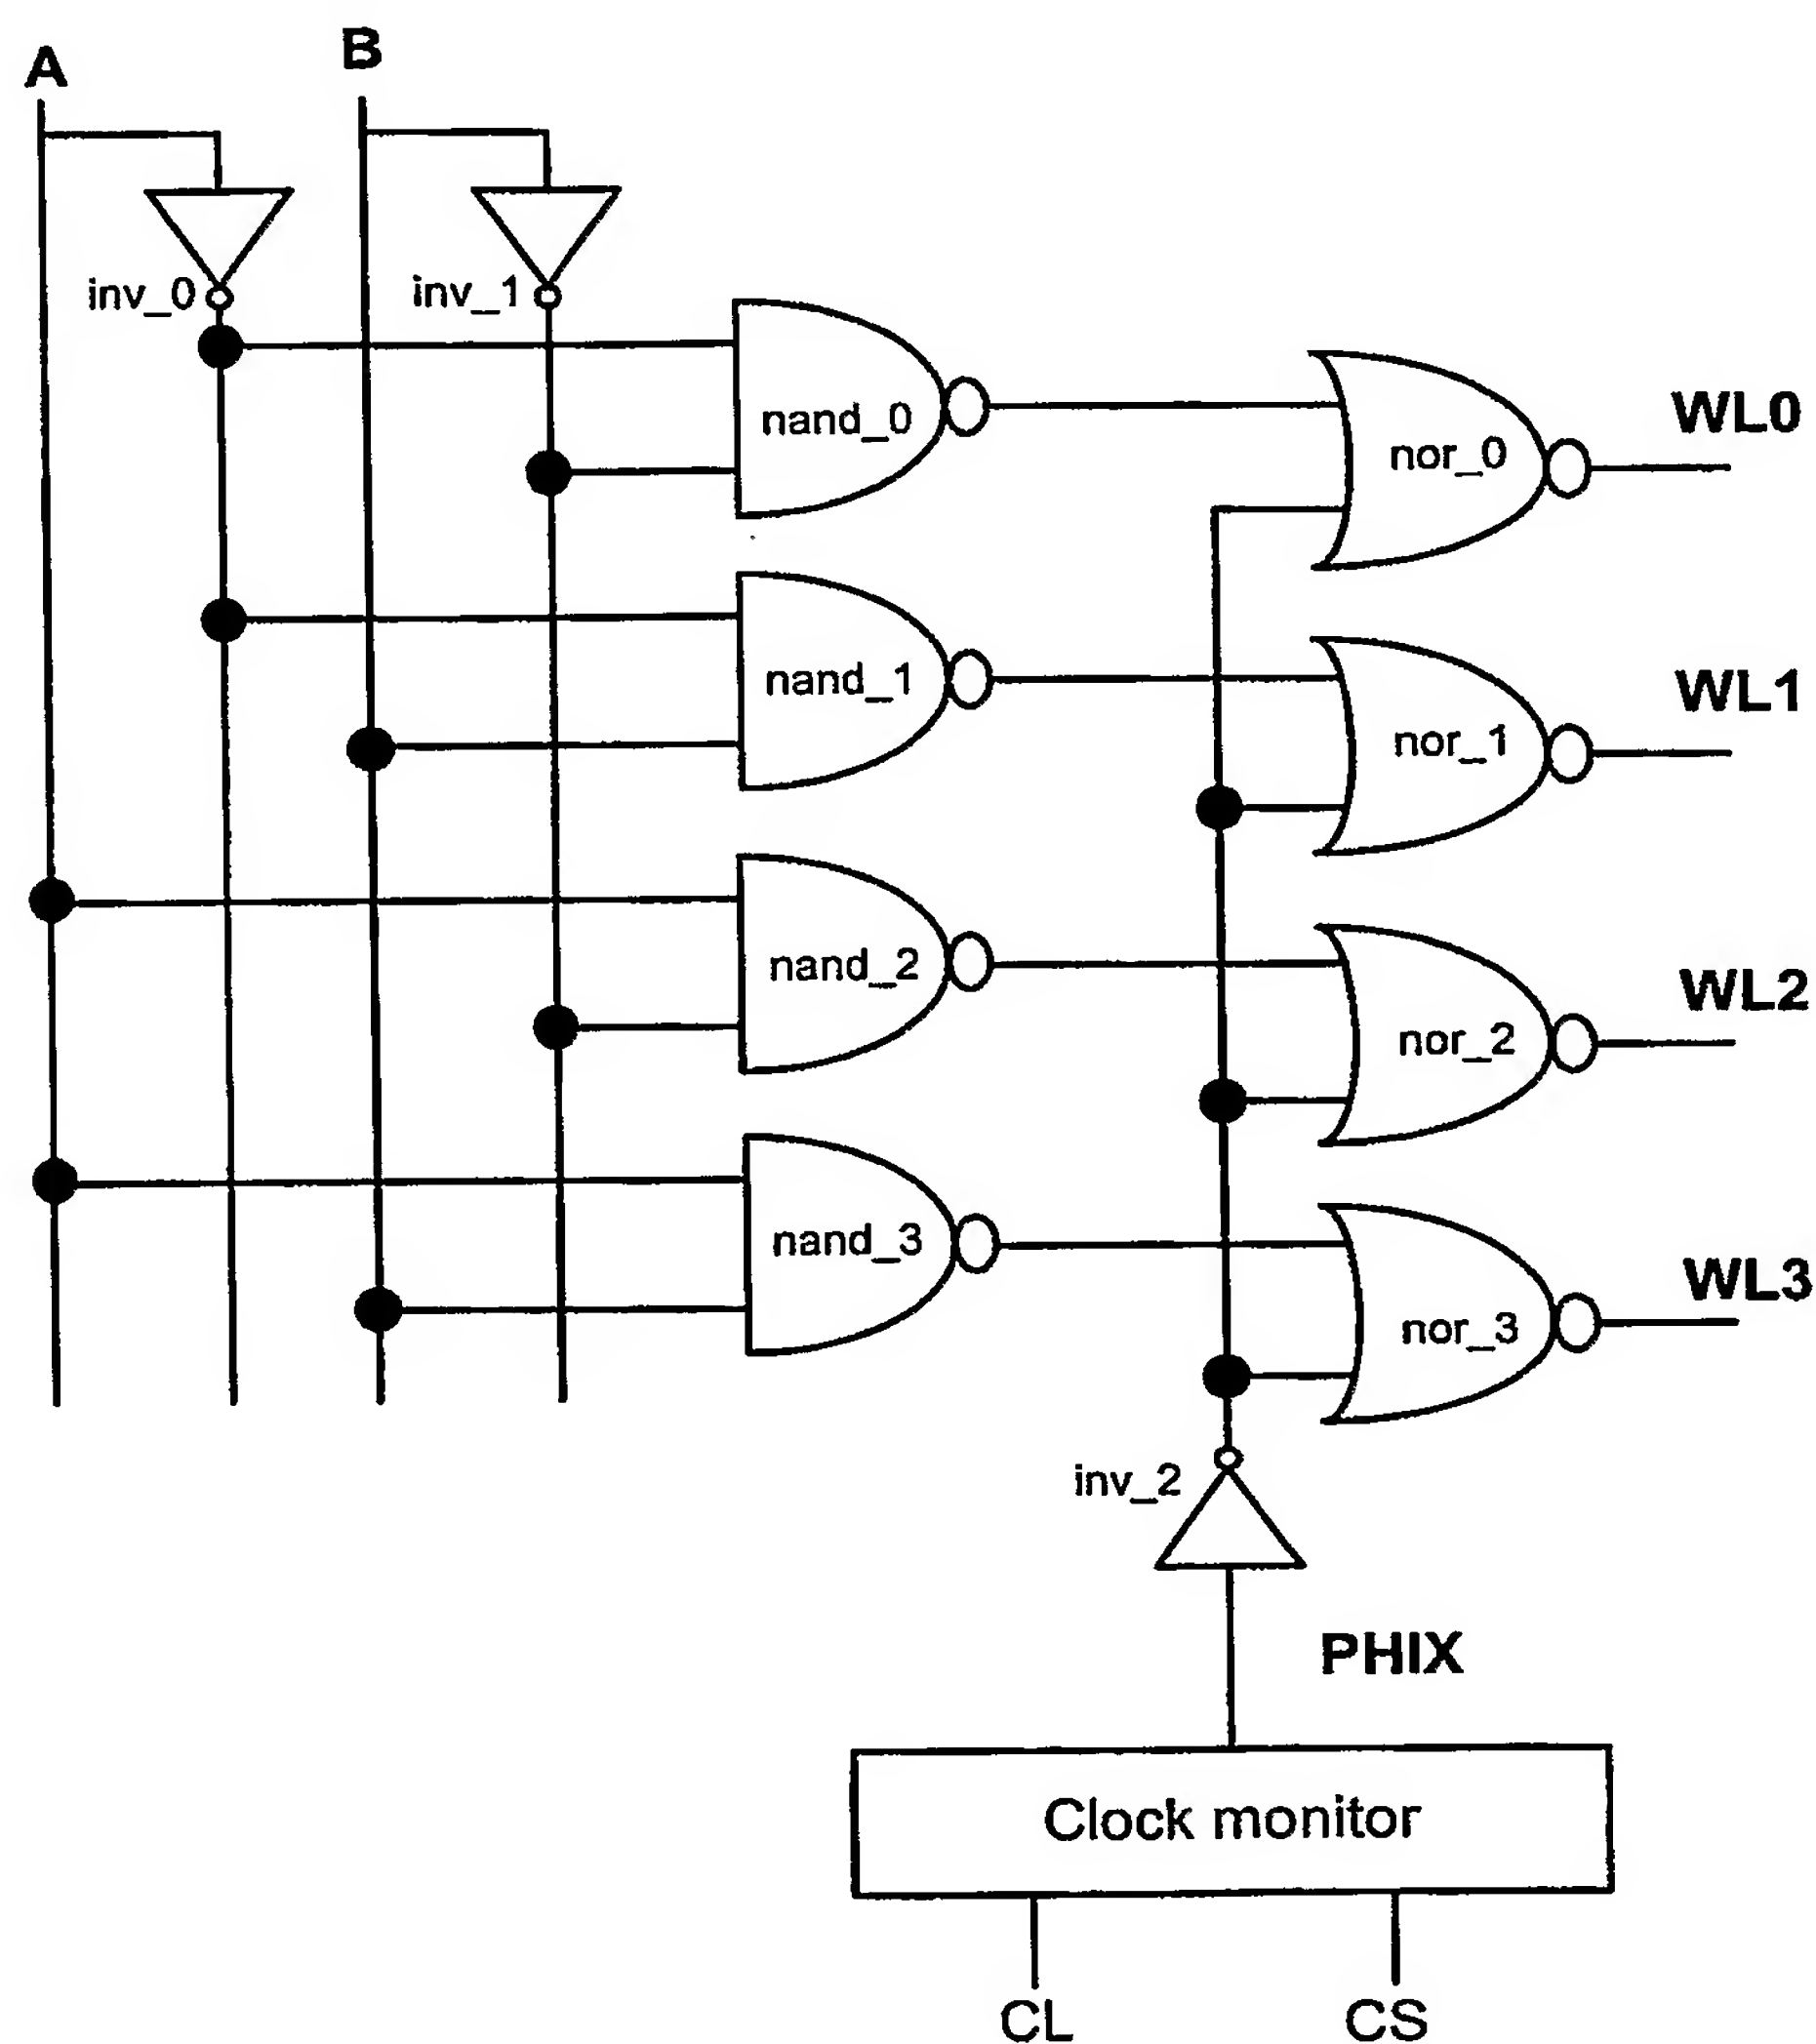 A
B
inv_0
inv_1
nand_0
nor_0
WL0
nand_1
nor_1
WL1
nand_2
nor_2
WL2
nand_3
nor_3
WL3
inv_2
PHIX
Clock monitor
CL
CS